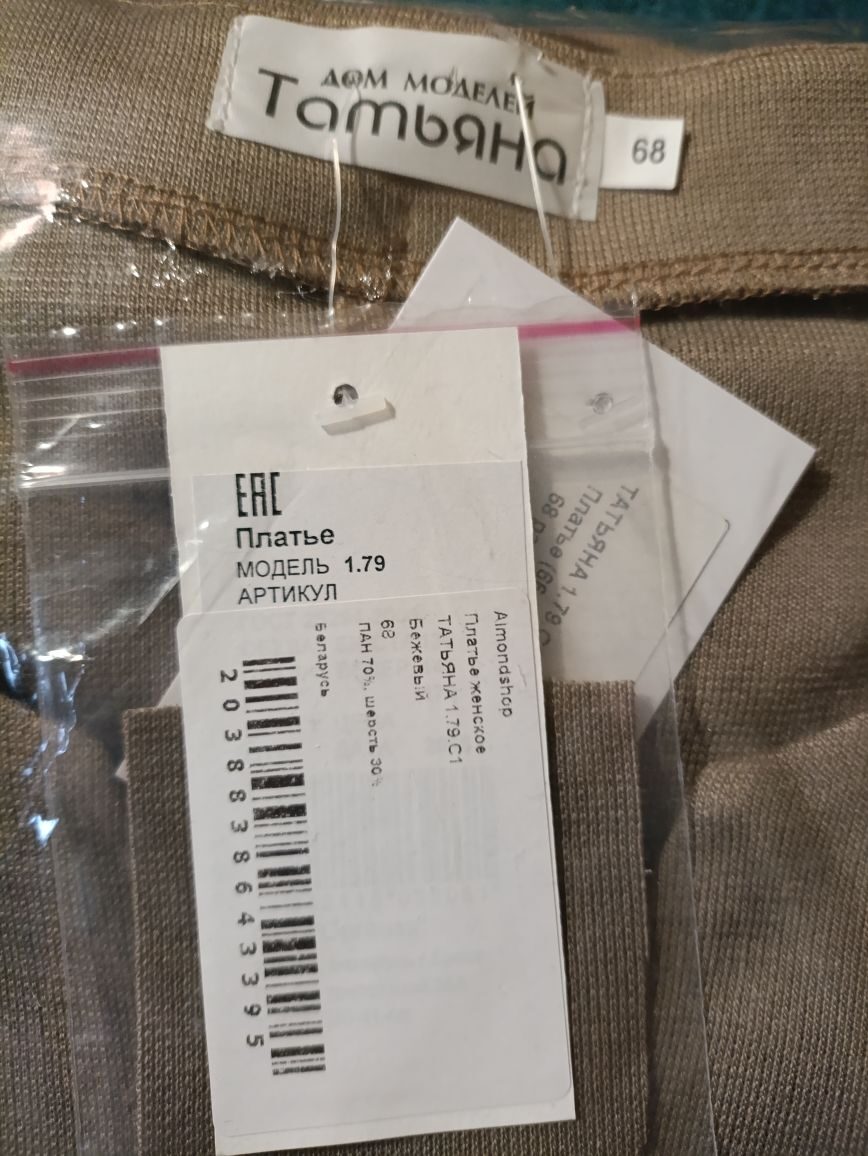 ДОМ МОДЕЛЕЙ
Татьяна
68
EAC
Платье
МОДЕЛЬ 1.79
АРТИКУЛ
Almondshop
Платье женское
ТАТЬЯНА 1.79.С1
Бежевый
68
ПАН 70%, шерсть 30%
Беларусь
2038838643395
ТАТЬЯНА 1.79
Платье
68